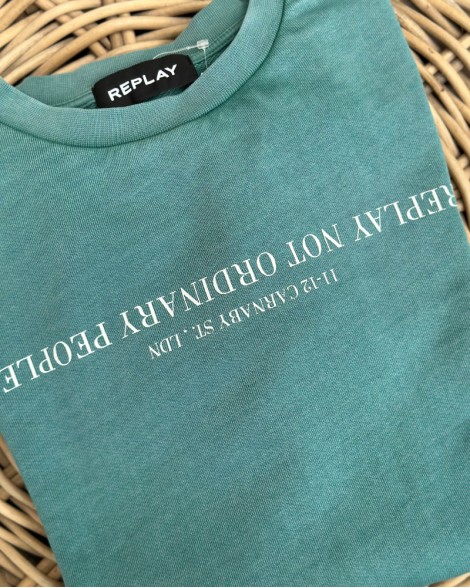 REPLAY
11-12 CARNABY ST., LDN
REPLAY NOT ORDINARY PEOPLE